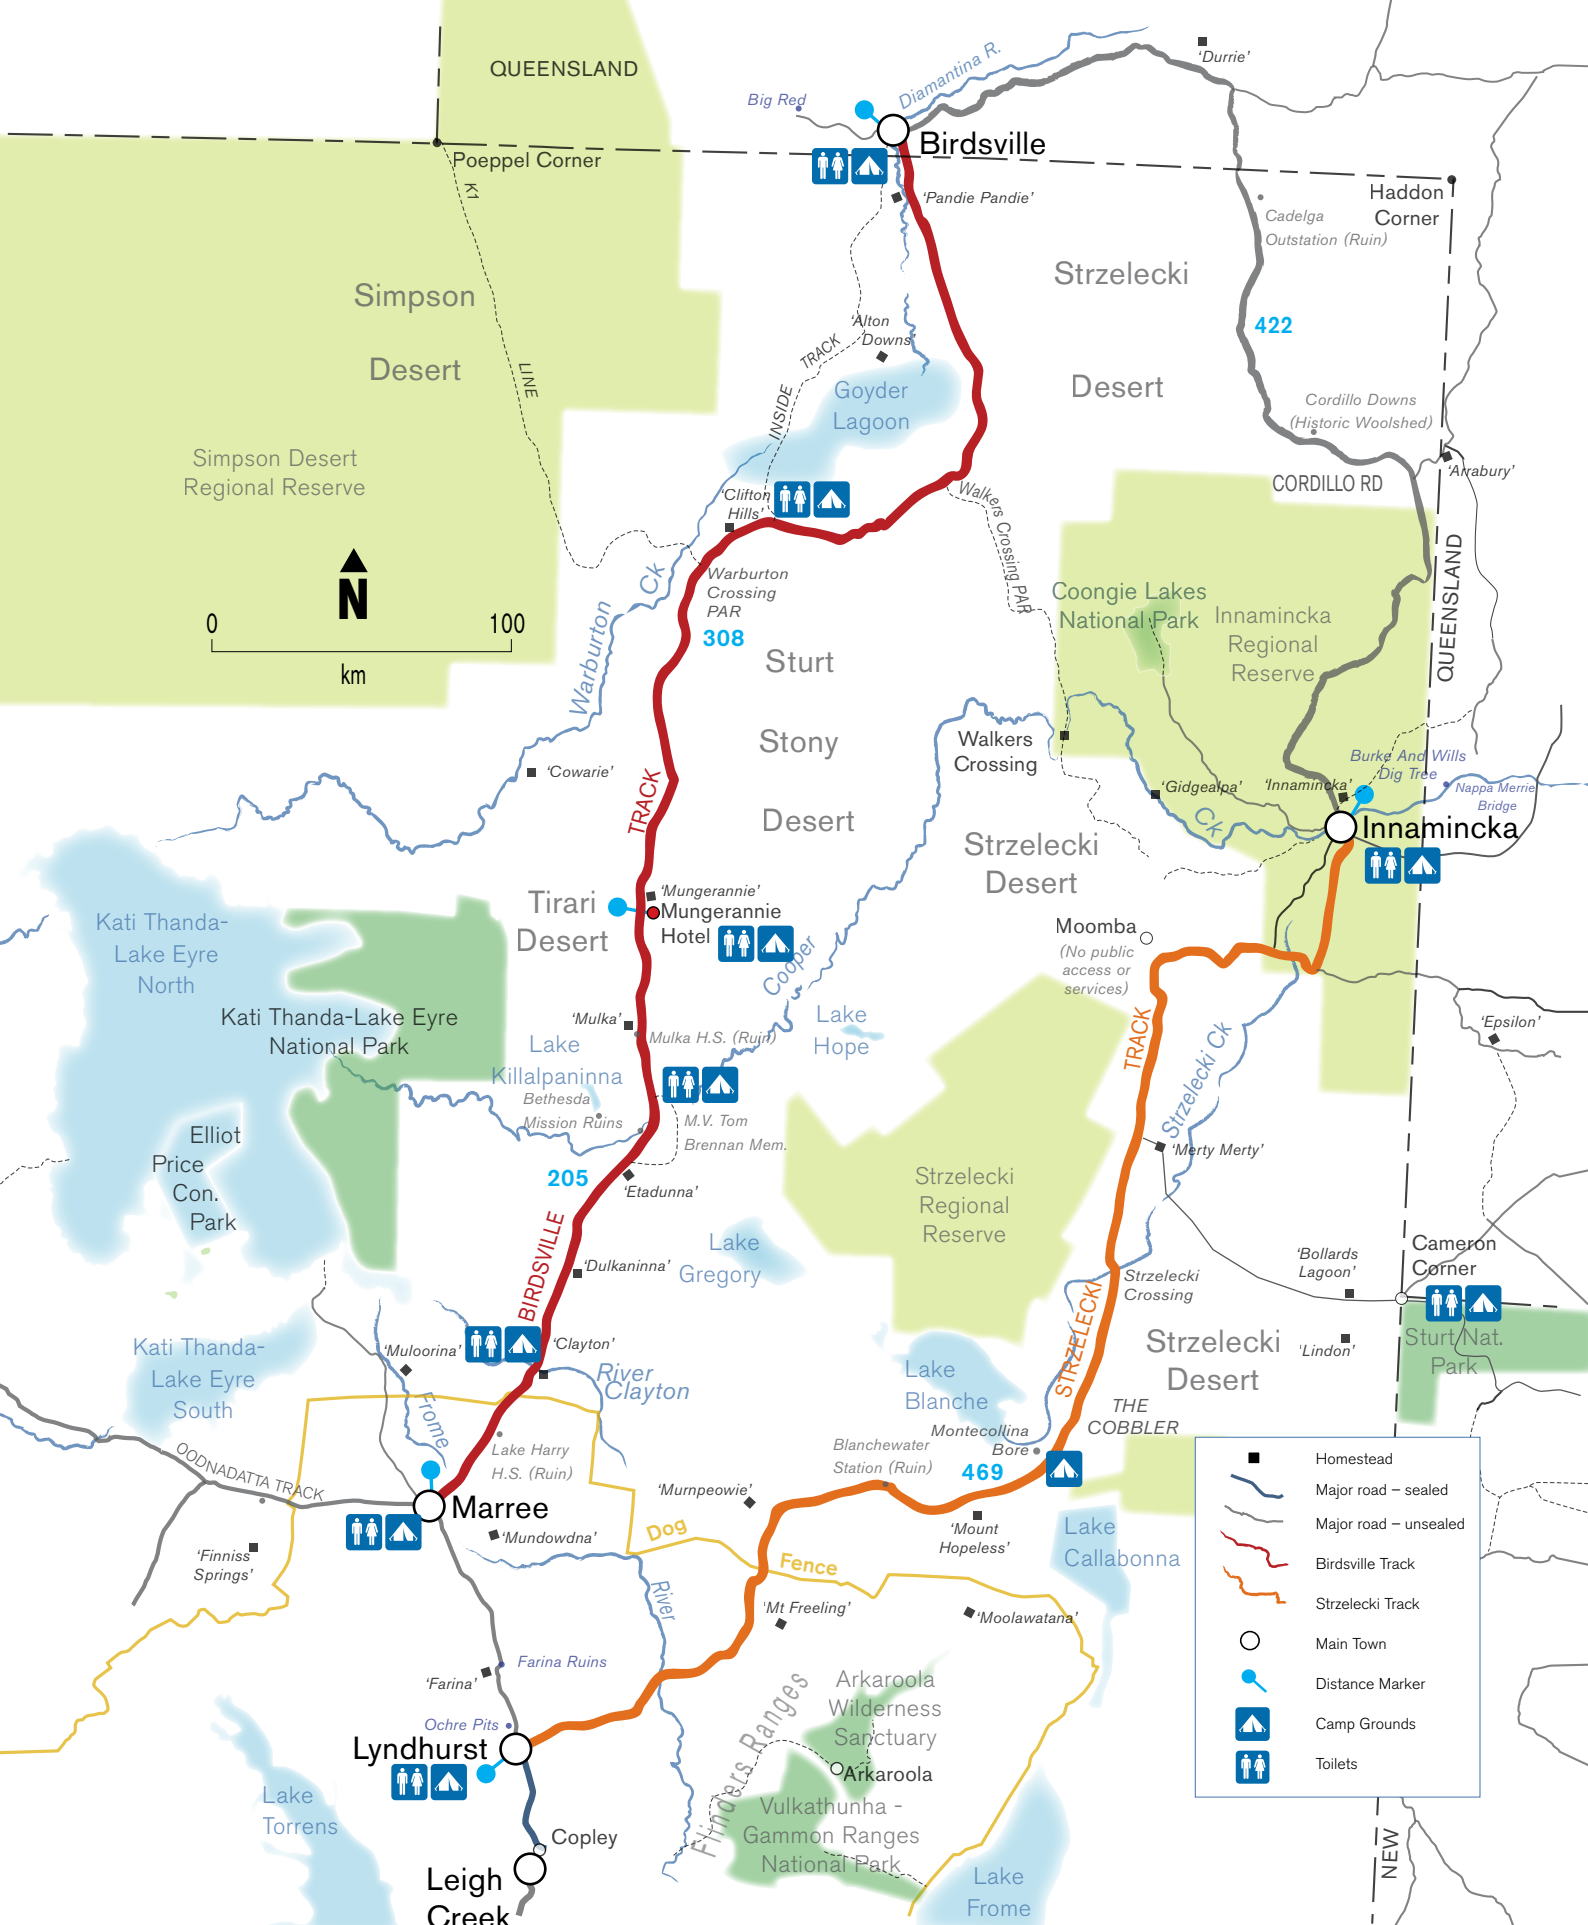 QUEENSLAND
Big Red
Diamantina R.
'Durrie'
Birdsville
Poeppel Corner
K1
LINE
'Pandie Pandie'
Haddon
Corner
Cadelga
Outstation (Ruin)
Simpson
Desert
Strzelecki
Desert
422
'Alton
Downs'
INSIDE
TRACK
Goyder
Lagoon
Cordillo Downs
(Historic Woolshed)
Simpson Desert
Regional Reserve
'Arrabury'
CORDILLO RD
'Clifton
Hills'
Walkers Crossing PAR
QUEENSLAND
N
0
100
km
Warburton
Ck
Warburton
Crossing
PAR
308
Coongie Lakes
National Park
Innamincka
Regional
Reserve
Sturt
Stony
Desert
Walkers
Crossing
'Cowarie'
TRACK
'Gidgealpa'
Ck
'Innamincka'
Burke And Wills
Dig Tree
Nappa Merrie
Bridge
Innamincka
Strzelecki
Desert
Tirari
Desert
'Mungerannie'
Mungerannie
Hotel
Cooper
Moomba
(No public
access or
services)
Kati Thanda-
Lake Eyre
North
Kati Thanda-Lake Eyre
National Park
'Mulka'
Mulka H.S. (Ruin)
Lake
Hope
Lake
Killalpaninna
Bethesda
Mission Ruins
M.V. Tom
Brennan Mem.
TRACK
Strzelecki Ck
'Epsilon'
Elliot
Price
Con.
Park
205
'Etadunna'
'Merty Merty'
Strzelecki
Regional
Reserve
BIRDSVILLE
'Dulkaninna'
Lake
Gregory
Strzelecki
Crossing
'Bollards
Lagoon'
Cameron
Corner
Kati Thanda-
Lake Eyre
South
'Muloorina'
'Clayton'
River
Clayton
Frome
STRZELECKI
Strzelecki
Desert
'Lindon'
Sturt Nat.
Park
Lake
Blanche
THE
COBBLER
Montecollina
Bore
469
Blanchewater
Station (Ruin)
Lake Harry
H.S. (Ruin)
OODNADATTA TRACK
Marree
'Murnpeowie'
'Mount
Hopeless'
Lake
Callabonna
'Mundowdna'
Dog
Fence
'Finniss
Springs'
River
'Mt Freeling'
'Moolawatana'
'Farina'
Farina Ruins
Ochre Pits
Lyndhurst
Flinders Ranges
Arkaroola
Wilderness
Sanctuary
Arkaroola
Vulkathunha -
Gammon Ranges
National Park
Lake
Torrens
Copley
Leigh
Creek
Lake
Frome
Homestead
Major road – sealed
Major road – unsealed
Birdsville Track
Strzelecki Track
Main Town
Distance Marker
Camp Grounds
Toilets
NEW